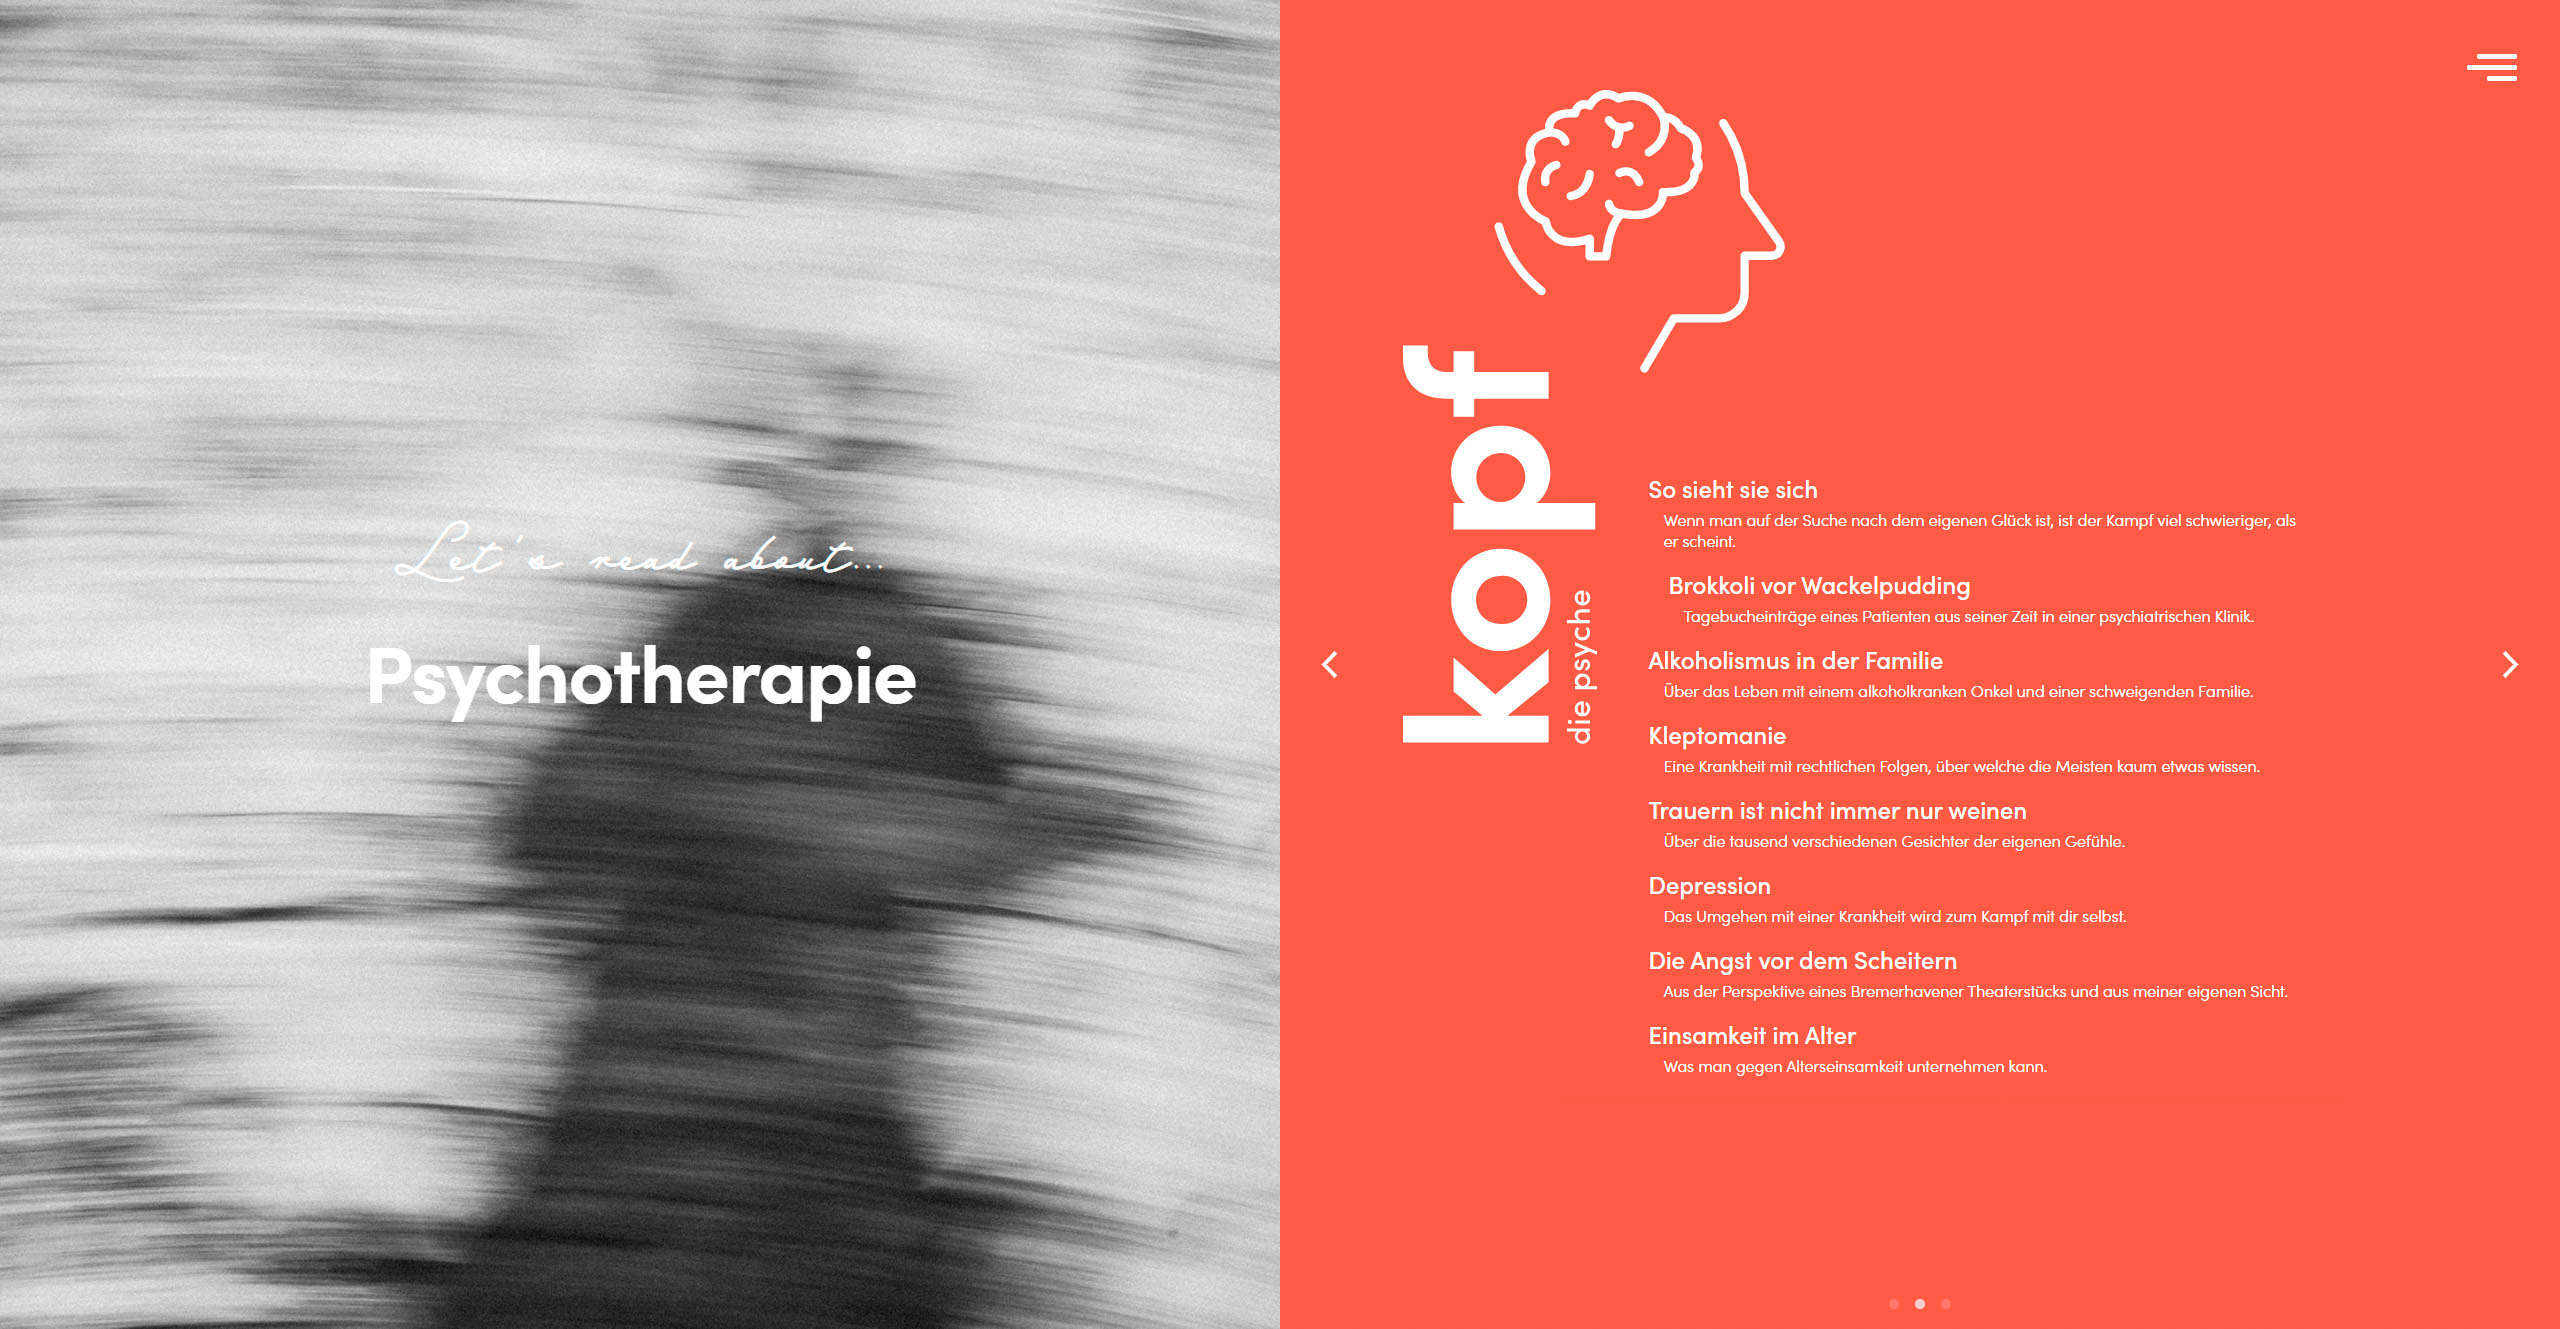 Let's read about...
Psychotherapie
kopf
die psyche
So sieht sie sich
Wenn man auf der Suche nach dem eigenen Glück ist, ist der Kampf viel schwieriger, als
er scheint.
Brokkoli vor Wackelpudding
Tagebucheinträge eines Patienten aus seiner Zeit in einer psychiatrischen Klinik.
Alkoholismus in der Familie
Über das Leben mit einem alkoholkranken Onkel und einer schweigenden Familie.
Kleptomanie
Eine Krankheit mit rechtlichen Folgen, über welche die Meisten kaum etwas wissen.
Trauern ist nicht immer nur weinen
Über die tausend verschiedenen Gesichter der eigenen Gefühle.
Depression
Das Umgehen mit einer Krankheit wird zum Kampf mit dir selbst.
Die Angst vor dem Scheitern
Aus der Perspektive eines Bremerhavener Theaterstücks und aus meiner eigenen Sicht.
Einsamkeit im Alter
Was man gegen Alterseinsamkeit unternehmen kann.